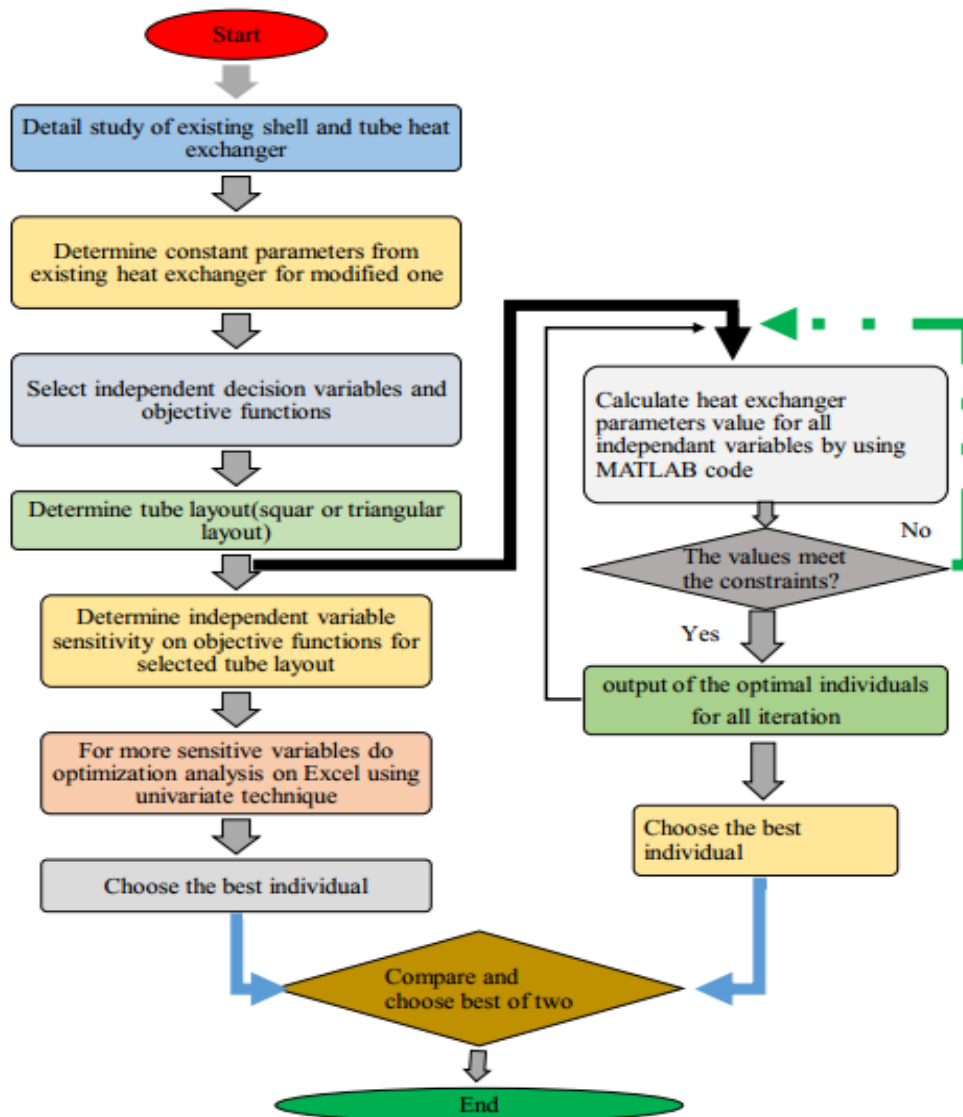 Start
Detail study of existing shell and tube heat
exchanger
Determine constant parameters from
existing heat exchanger for modified one
Select independent decision variables and
objective functions
Determine tube layout(squar or triangular
layout)
Determine independent variable
sensitivity on objective functions for
selected tube layout
For more sensitive variables do
optimization analysis on Excel using
univariate technique
Choose the best individual
Calculate heat exchanger
parameters value for all
independant variables by using
MATLAB code
No
The values meet
the constraints?
Yes
output of the optimal individuals
for all iteration
Choose the best
individual
Compare and
choose best of two
End